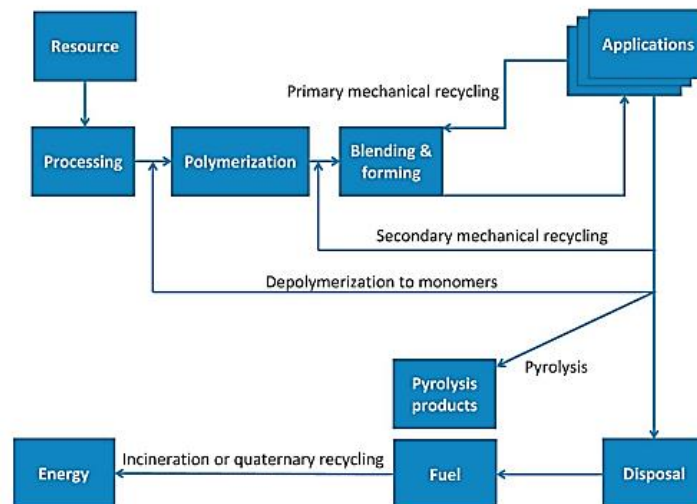 Resource
Applications
Primary mechanical recycling
Processing
Polymerization
Blending &
forming
Secondary mechanical recycling
Depolymerization to monomers
Pyrolysis
Pyrolysis
products
Incineration or quaternary recycling
Energy
Fuel
Disposal